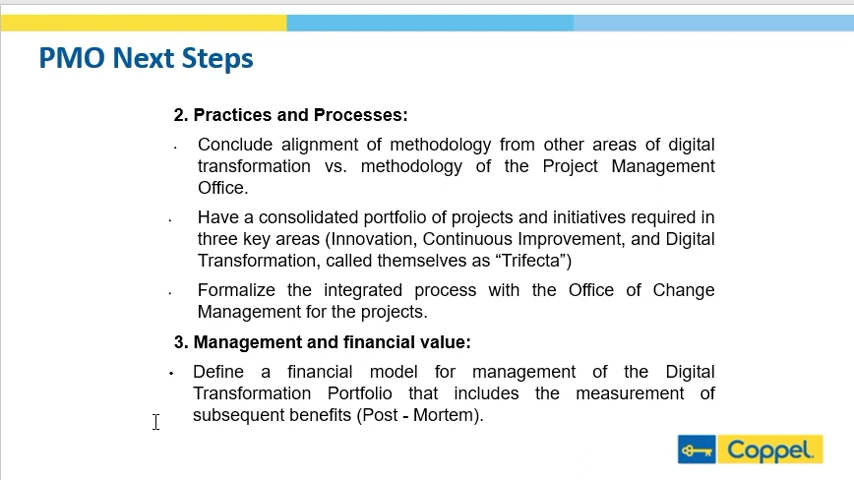 PMO Next Steps
2. Practices and Processes:
· Conclude alignment of methodology from other areas of digital
transformation vs. methodology of the Project Management
Office.
· Have a consolidated portfolio of projects and initiatives required in
three key areas (Innovation, Continuous Improvement, and Digital
Transformation, called themselves as “Trifecta”)
· Formalize the integrated process with the Office of Change
Management for the projects.
3. Management and financial value:
• Define a financial model for management of the Digital
Transformation Portfolio that includes the measurement of
subsequent benefits (Post - Mortem).
Coppel.